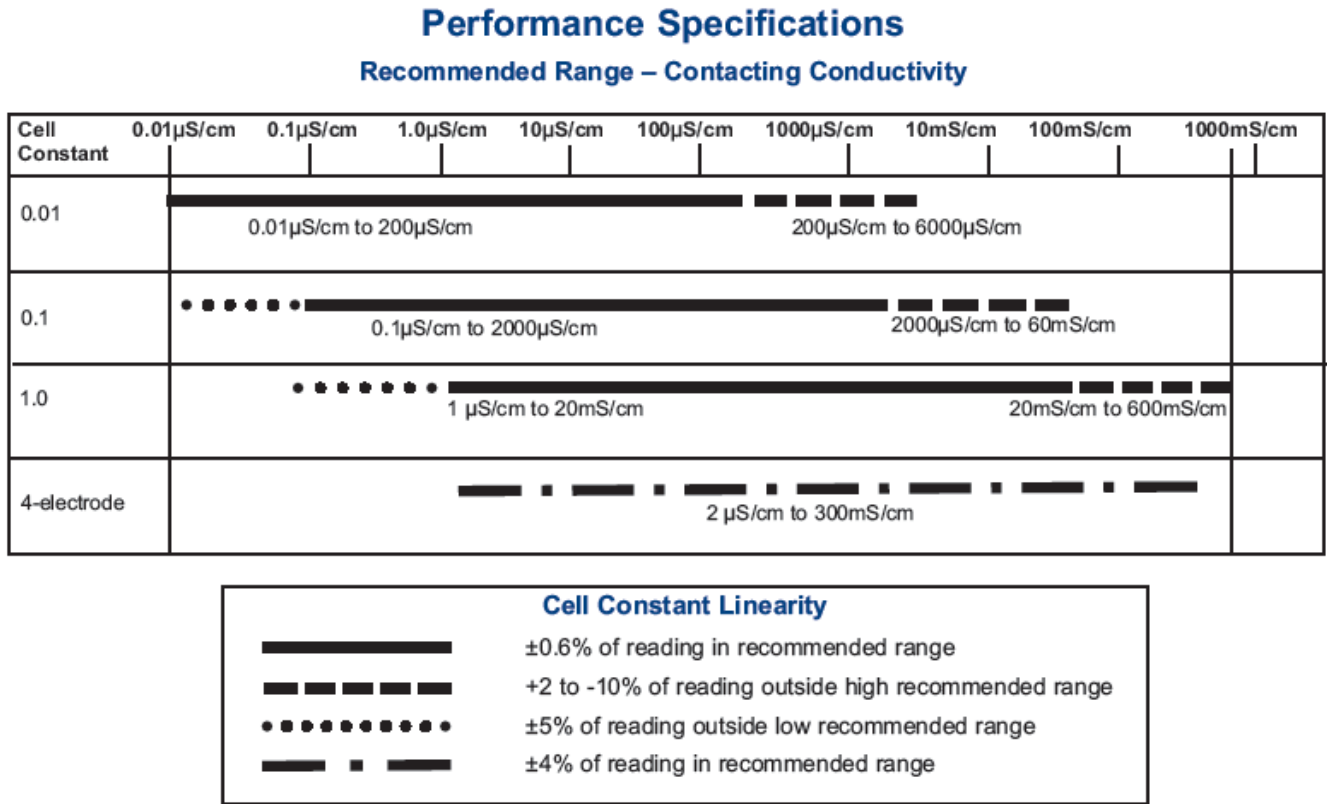 Performance Specifications
Recommended Range – Contacting Conductivity
Cell Constant 0.01µS/cm 0.1µS/cm 1.0µS/cm 10µS/cm 100µS/cm 1000µS/cm 10mS/cm 100mS/cm 1000mS/cm
0.01
0.01µS/cm to 200µS/cm 200µS/cm to 6000µS/cm
0.1
0.1µS/cm to 2000µS/cm 2000µS/cm to 60mS/cm
1.0
1 µS/cm to 20mS/cm 20mS/cm to 600mS/cm
4-electrode
2 µS/cm to 300mS/cm
Cell Constant Linearity
±0.6% of reading in recommended range
+2 to -10% of reading outside high recommended range
±5% of reading outside low recommended range
±4% of reading in recommended range